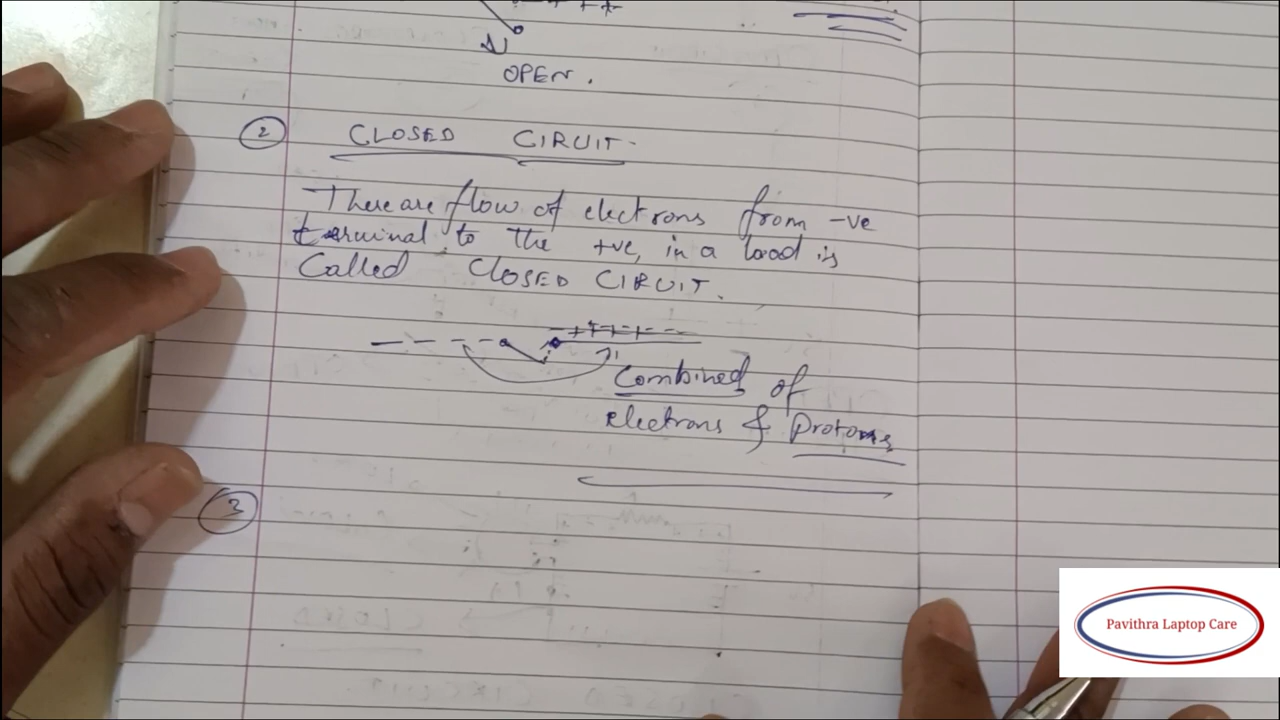 OPEN.
2 CLOSED CIRUIT.
There are flow of electrons from -ve
terminal to the +ve, in a load is
Called CLOSED CIRUIT.
Combined of
electrons & Protons
3
Pavithra Laptop Care